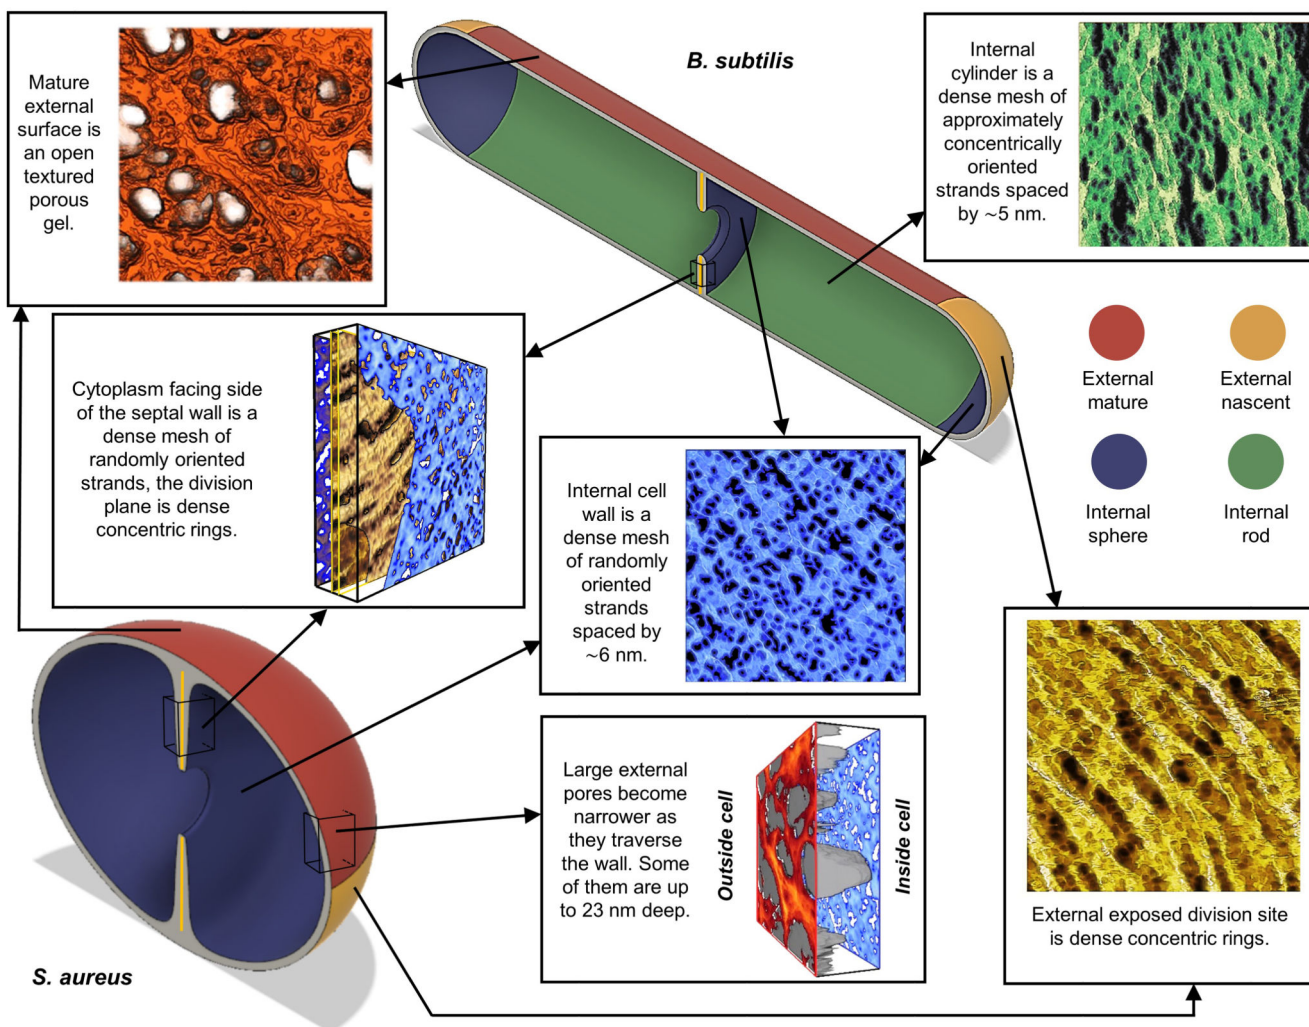 Mature
external
surface is
an open
textured
porous
gel.
B. subtilis
Internal
cylinder is a
dense mesh of
approximately
concentrically
oriented
strands spaced
by ~5 nm.
External
mature
External
nascent
Internal
sphere
Internal
rod
Cytoplasm facing side
of the septal wall is a
dense mesh of
randomly oriented
strands, the division
plane is dense
concentric rings.
Internal cell
wall is a
dense mesh
of randomly
oriented
strands
spaced by
~6 nm.
Large external
pores become
narrower as
they traverse
the wall. Some
of them are up
to 23 nm deep.
Outside cell
Inside cell
External exposed division site
is dense concentric rings.
S. aureus